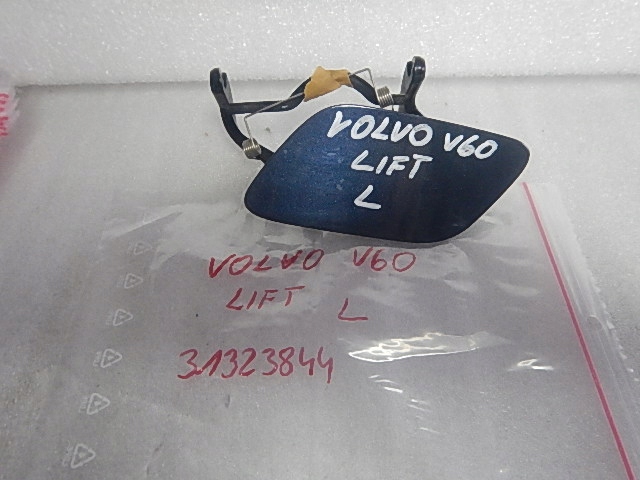 VOLVO V60
LIFT
L
VOLVO V60
LIFT L
31323844